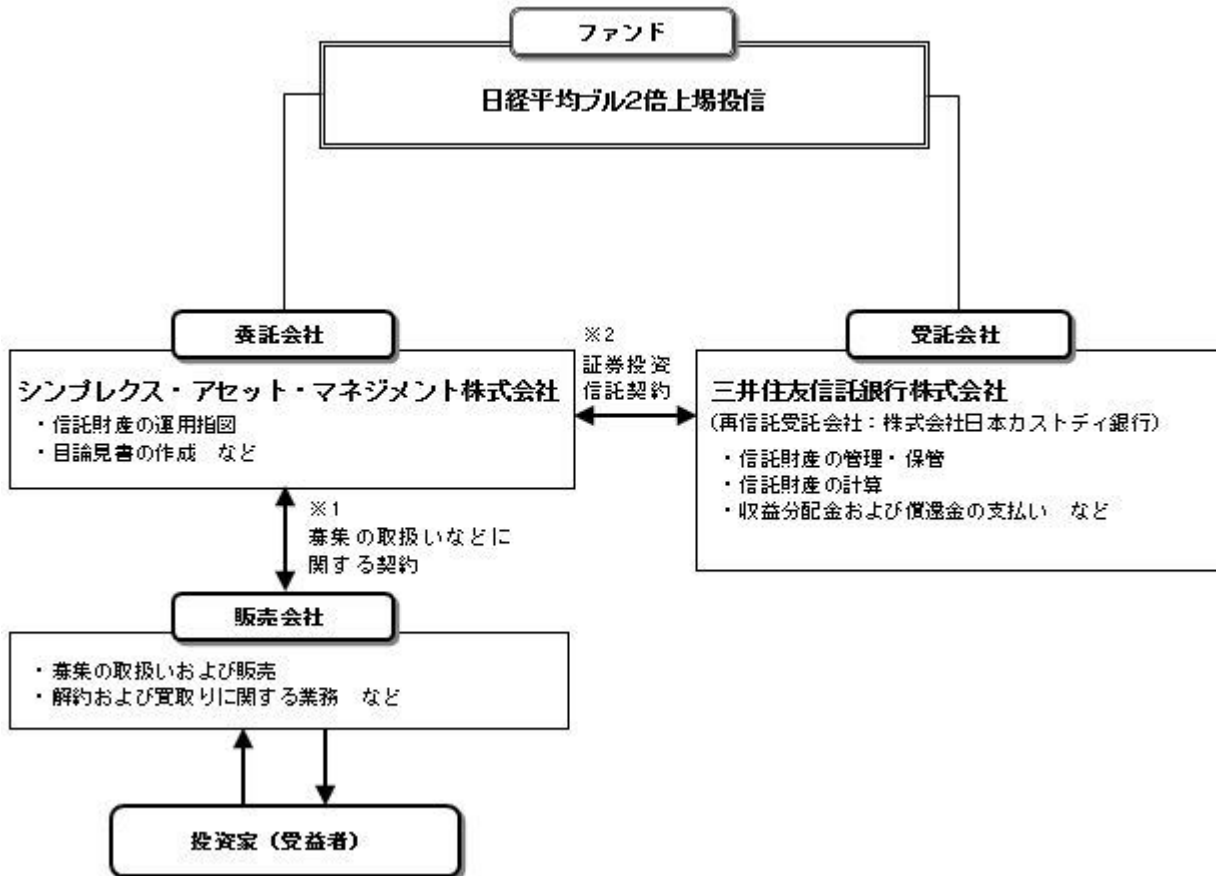 ファンド
日経平均ブル2倍上場投信
委託会社
シンプレクス・アセット・マネジメント株式会社
・信託財産の運用指図
・目論見書の作成　など
※2
証券投資
信託契約
受託会社
三井住友信託銀行株式会社
(再信託受託会社：株式会社日本カストディ銀行)
・信託財産の管理・保管
・信託財産の計算
・収益分配金および償還金の支払い　など
※1
募集の取扱いなどに
関する契約
販売会社
・募集の取扱いおよび販売
・解約および買取りに関する業務　など
投資家（受益者）